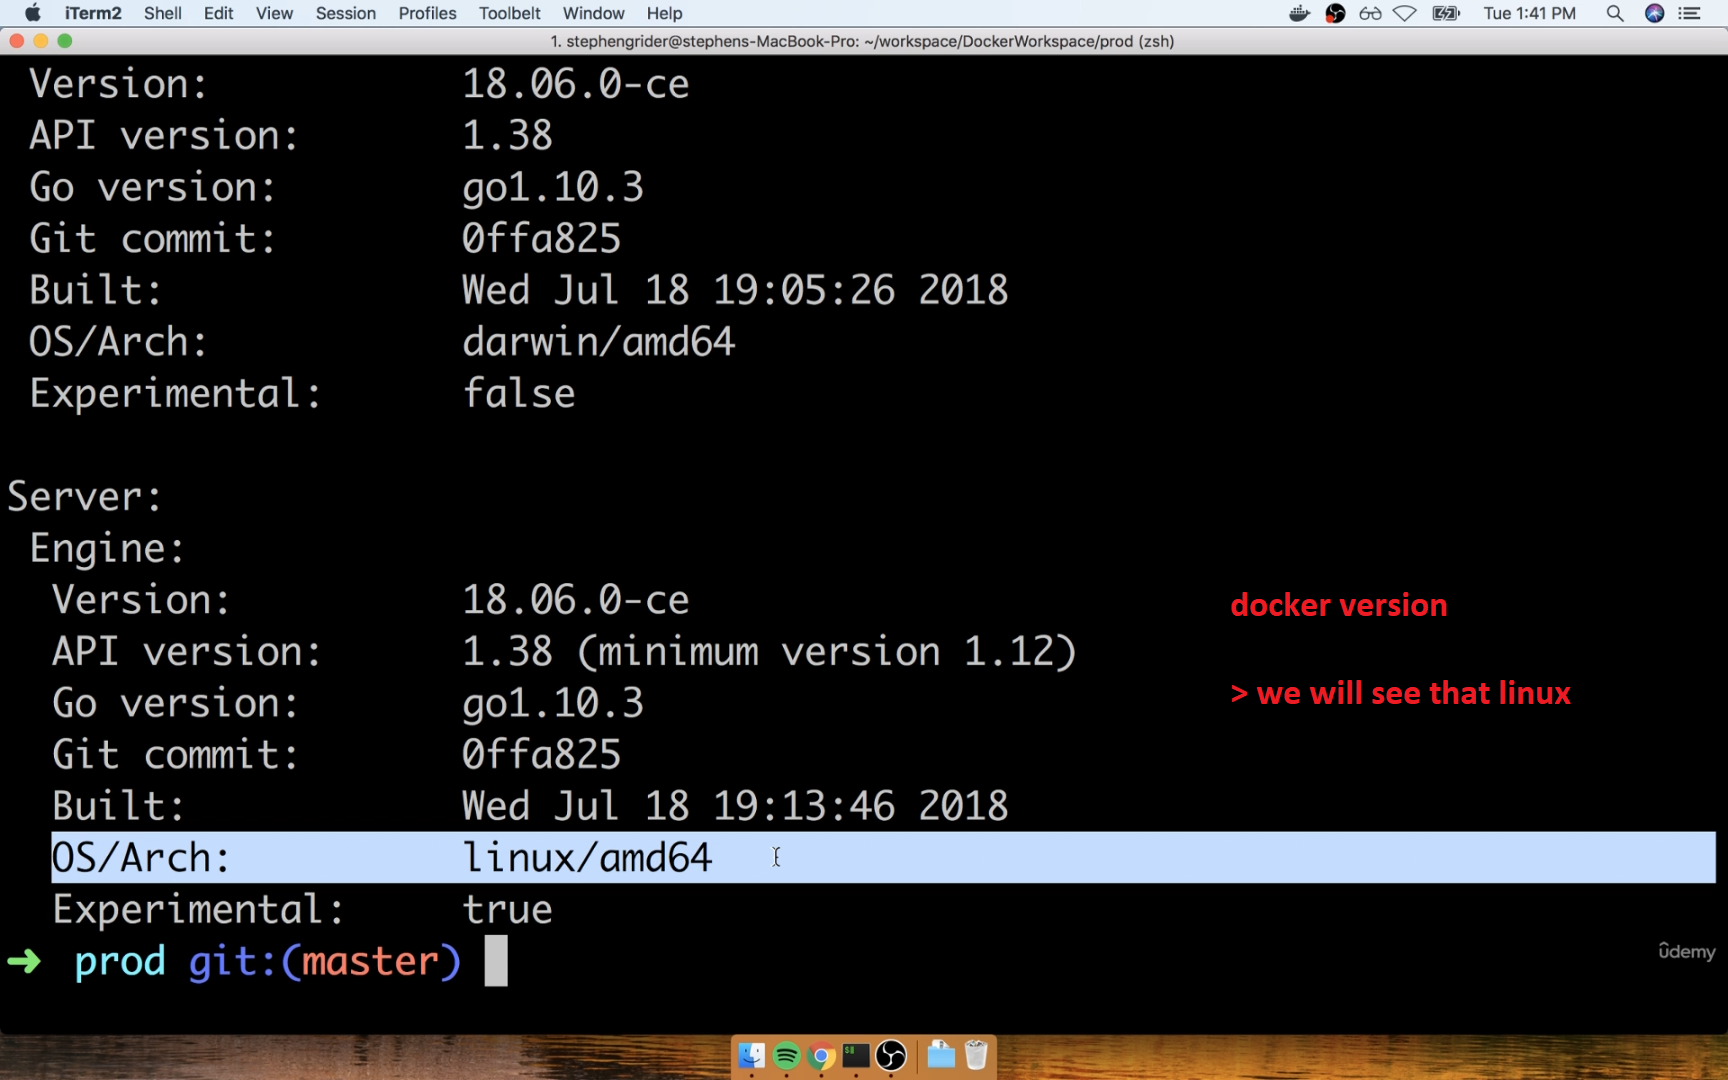 iTerm2 Shell Edit View Session Profiles Toolbelt Window Help Tue 1:41 PM
1. stephengrider@stephens-MacBook-Pro: ~/workspace/DockerWorkspace/prod (zsh)
Version: 18.06.0-ce
API version: 1.38
Go version: go1.10.3
Git commit: 0ffa825
Built: Wed Jul 18 19:05:26 2018
OS/Arch: darwin/amd64
Experimental: false
Server:
Engine:
Version: 18.06.0-ce
docker version
API version: 1.38 (minimum version 1.12)
Go version: go1.10.3
> we will see that linux
Git commit: 0ffa825
Built: Wed Jul 18 19:13:46 2018
OS/Arch: linux/amd64
Experimental: true
➜ prod git:(master)
ûdemy